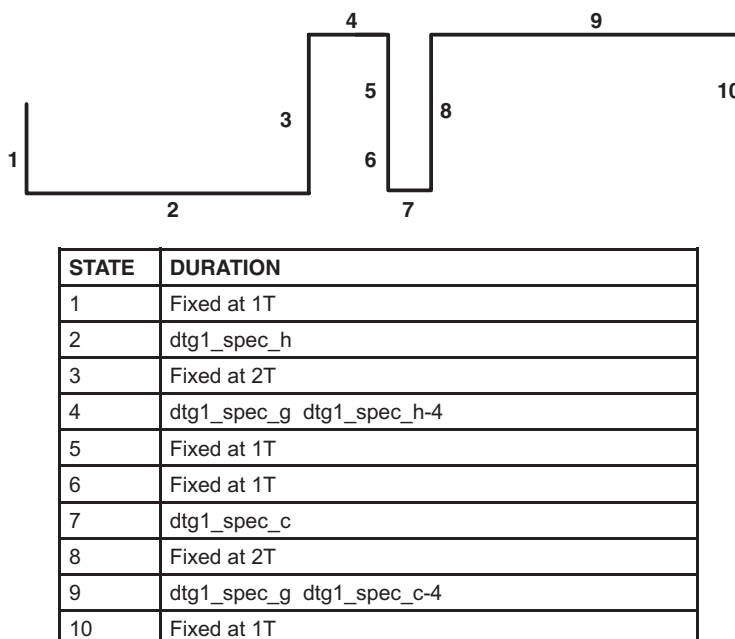 4 9
5 10
3 8
1 6
2 7
STATE DURATION
1 Fixed at 1T
2 dtg1_spec_h
3 Fixed at 2T
4 dtg1_spec_g dtg1_spec_h-4
5 Fixed at 1T
6 Fixed at 1T
7 dtg1_spec_c
8 Fixed at 2T
9 dtg1_spec_g dtg1_spec_c-4
10 Fixed at 1T